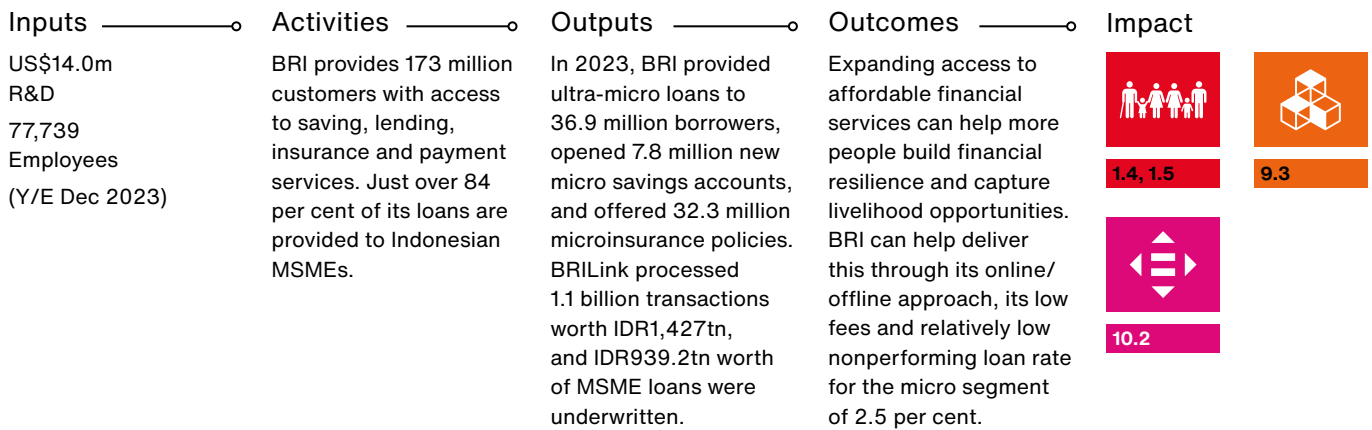 Inputs
US$14.0m
R&D
77,739
Employees
(Y/E Dec 2023)
Activities
BRI provides 173 million
customers with access
to saving, lending,
insurance and payment
services. Just over 84
per cent of its loans are
provided to Indonesian
MSMEs.
Outputs
In 2023, BRI provided
ultra-micro loans to
36.9 million borrowers,
opened 7.8 million new
micro savings accounts,
and offered 32.3 million
microinsurance policies.
BRILink processed
1.1 billion transactions
worth IDR1,427tn,
and IDR939.2tn worth
of MSME loans were
underwritten.
Outcomes
Expanding access to
affordable financial
services can help more
people build financial
resilience and capture
livelihood opportunities.
BRI can help deliver
this through its online/
offline approach, its low
fees and relatively low
nonperforming loan rate
for the micro segment
of 2.5 per cent.
Impact
1.4, 1.5
9.3
10.2